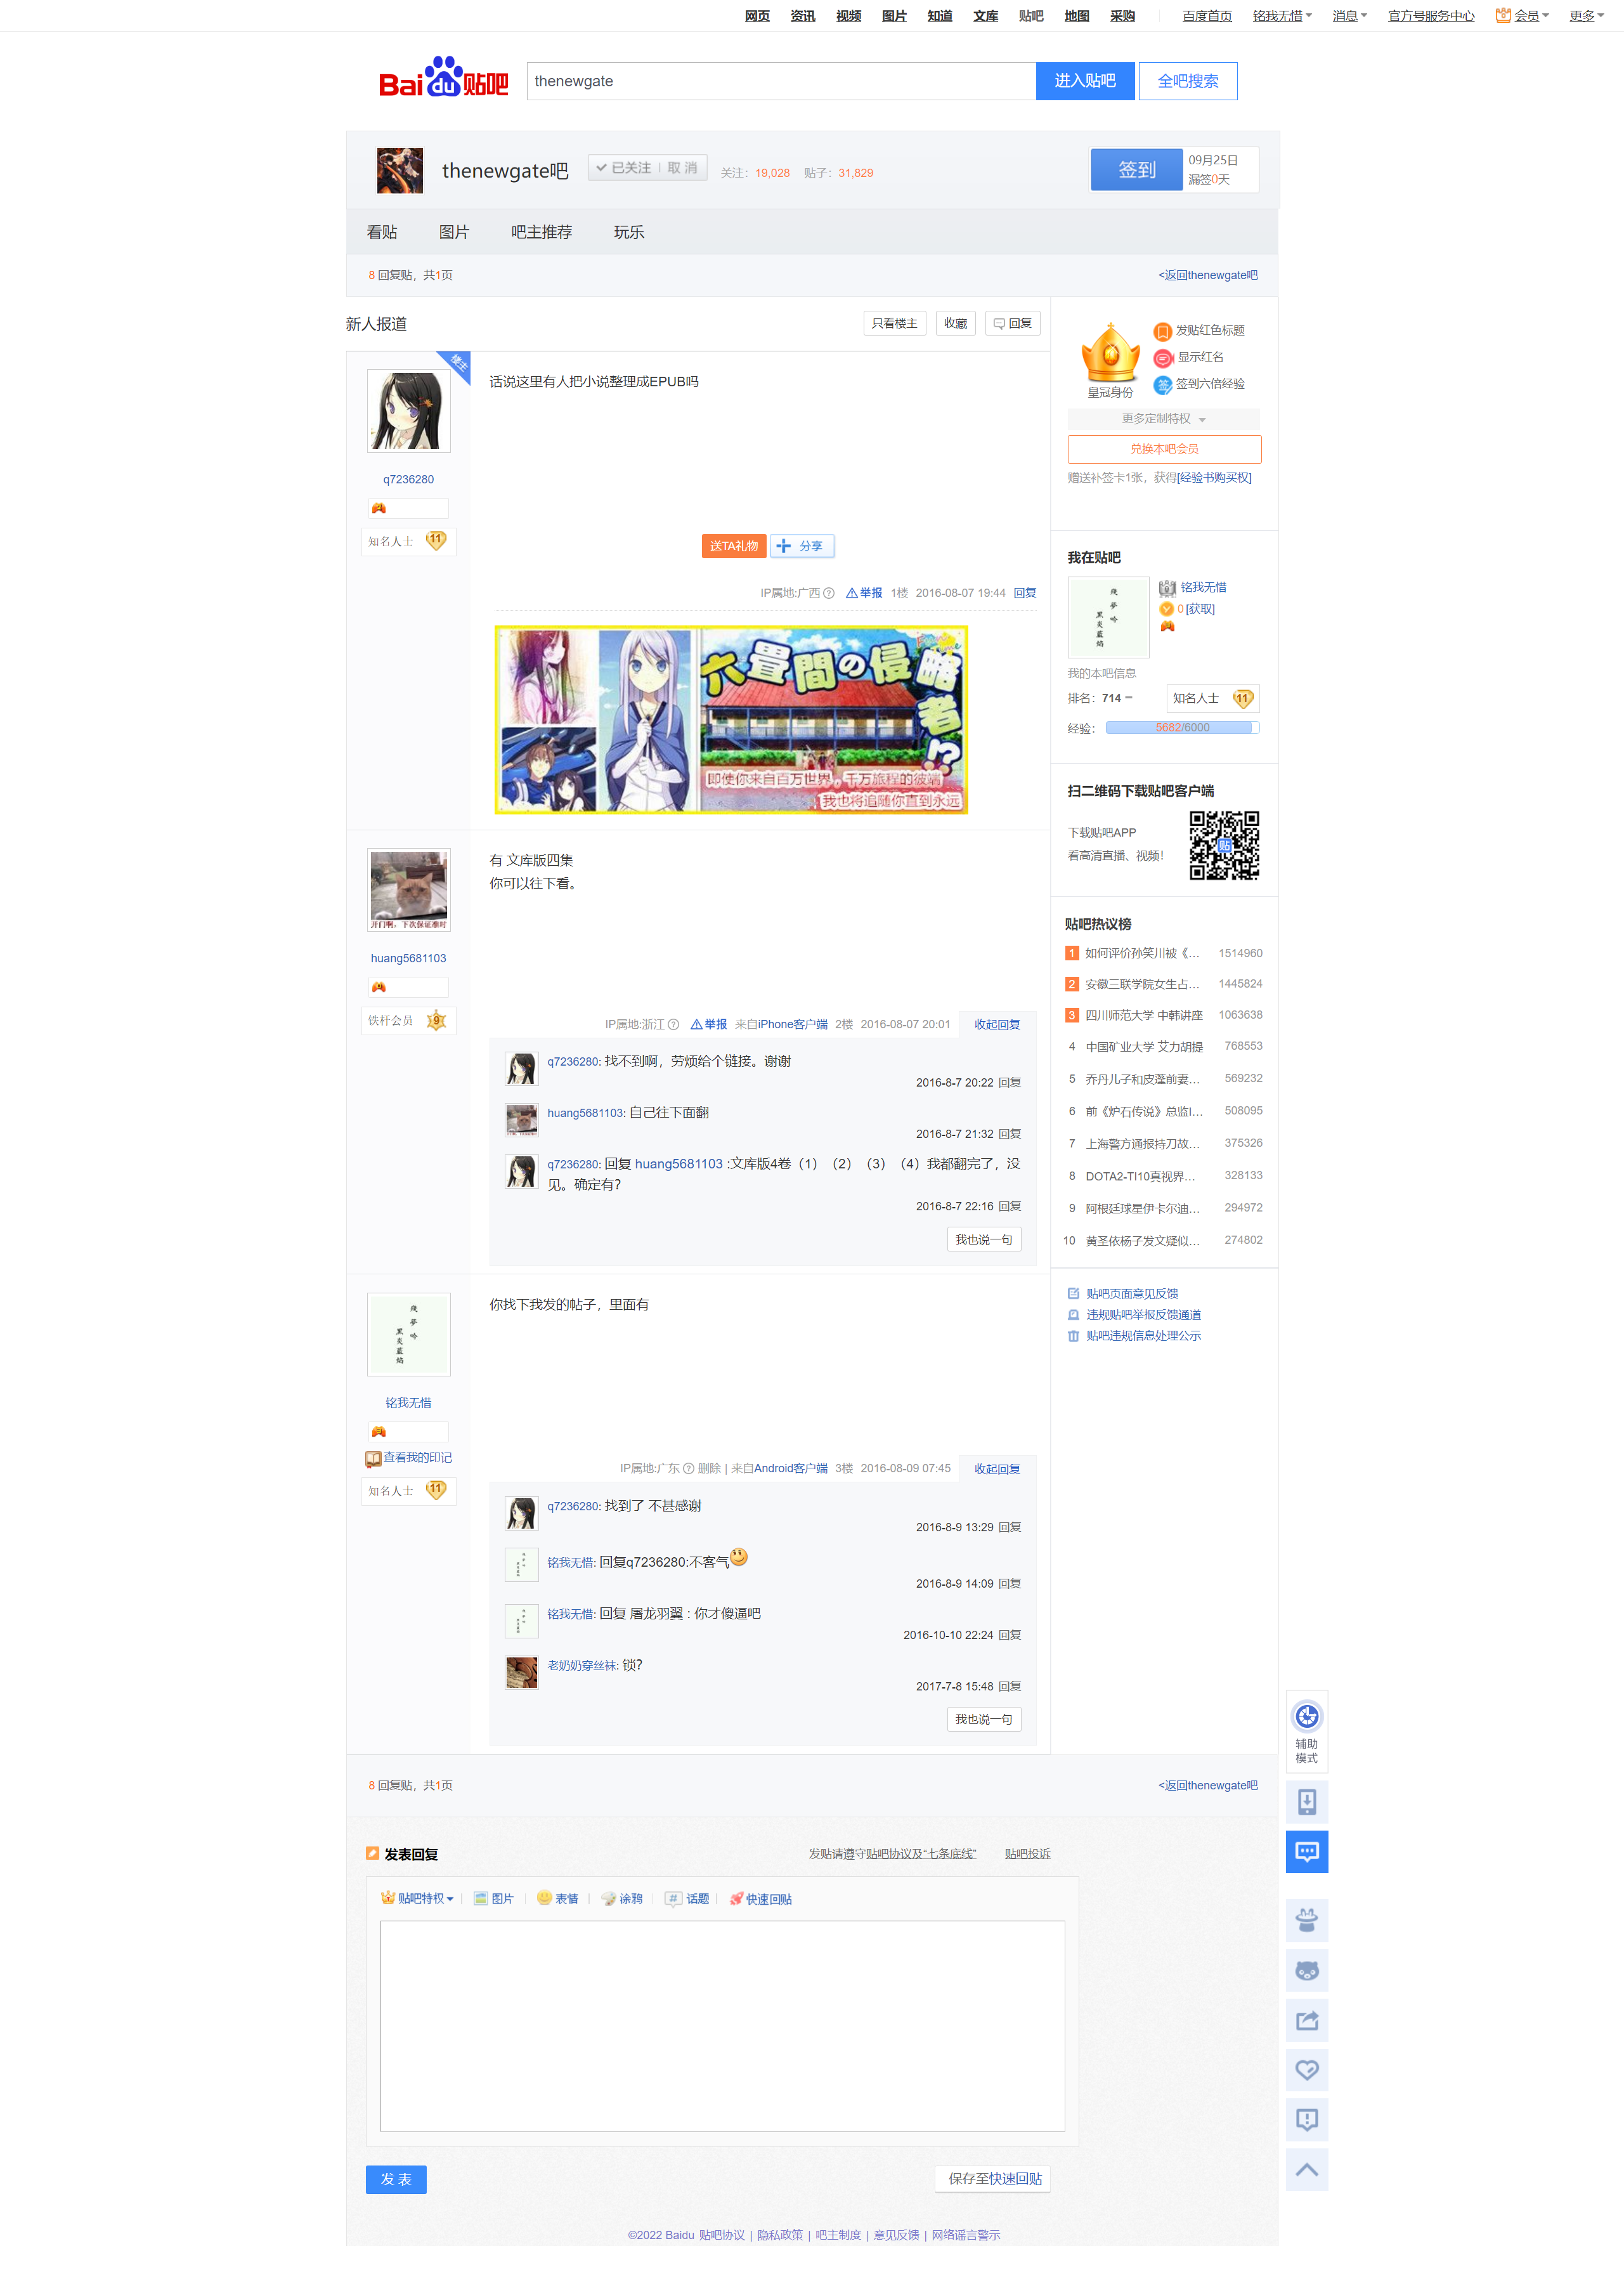 网页 资讯 视频 图片 知道 文库 贴吧 地图 采购 百度首页 铭我无惜 消息 官方号服务中心 会员 更多
Bai du 贴吧 thenewgate 进入贴吧 全吧搜索
thenewgate吧 已关注 | 取消 关注：19,028 贴子：31,829 签到 09月25日
漏签0天
看贴 图片 吧主推荐 玩乐
8 回复贴，共1页 <返回thenewgate吧
新人报道 只看楼主 收藏 回复
楼主
话说这里有人把小说整理成EPUB吗
q7236280
知名人士 11
送TA礼物 分享
IP属地:广西 举报 1楼 2016-08-07 19:44 回复
六畳間の侵略者!?
即使你来自百万世界，千万旅程的彼端
我也将追随你直到永远
有 文库版四集
你可以往下看。
开门啊，下次保证准时
huang5681103
铁杆会员 9
IP属地:浙江 举报 来自iPhone客户端 2楼 2016-08-07 20:01 收起回复
q7236280: 找不到啊，劳烦给个链接。谢谢
2016-8-7 20:22 回复
huang5681103: 自己往下面翻
2016-8-7 21:32 回复
q7236280: 回复 huang5681103 :文库版4卷（1）（2）（3）（4）我都翻完了，没
见。确定有?
2016-8-7 22:16 回复
我也说一句
你找下我发的帖子，里面有
残梦吟
黑炎蓝焰
铭我无惜
查看我的印记
知名人士 11
IP属地:广东 删除 | 来自Android客户端 3楼 2016-08-09 07:45 收起回复
q7236280: 找到了 不甚感谢
2016-8-9 13:29 回复
铭我无惜: 回复q7236280:不客气
2016-8-9 14:09 回复
铭我无惜: 回复 屠龙羽翼 : 你才傻逼吧
2016-10-10 22:24 回复
老奶奶穿丝袜: 锁?
2017-7-8 15:48 回复
我也说一句
皇冠身份
发贴红色标题
显示红名
签 签到六倍经验
更多定制特权
兑换本吧会员
赠送补签卡1张，获得[经验书购买权]
我在贴吧
铭我无惜
0 [获取]
我的本吧信息
排名：714 知名人士 11
经验： 5682/6000
扫二维码下载贴吧客户端
下载贴吧APP
看高清直播、视频！
贴
贴吧热议榜
1 如何评价孙笑川被《... 1514960
2 安徽三联学院女生占... 1445824
3 四川师范大学 中韩讲座 1063638
4 中国矿业大学 艾力胡提 768553
5 乔丹儿子和皮蓬前妻... 569232
6 前《炉石传说》总监I... 508095
7 上海警方通报持刀故... 375326
8 DOTA2-TI10真视界... 328133
9 阿根廷球星伊卡尔迪... 294972
10 黄圣依杨子发文疑似... 274802
贴吧页面意见反馈
违规贴吧举报反馈通道
贴吧违规信息处理公示
辅助
模式
8 回复贴，共1页 <返回thenewgate吧
发表回复 发贴请遵守贴吧协议及“七条底线” 贴吧投诉
贴吧特权 图片 表情 涂鸦 # 话题 快速回贴
发 表 保存至快速回贴
©2022 Baidu 贴吧协议 | 隐私政策 | 吧主制度 | 意见反馈 | 网络谣言警示